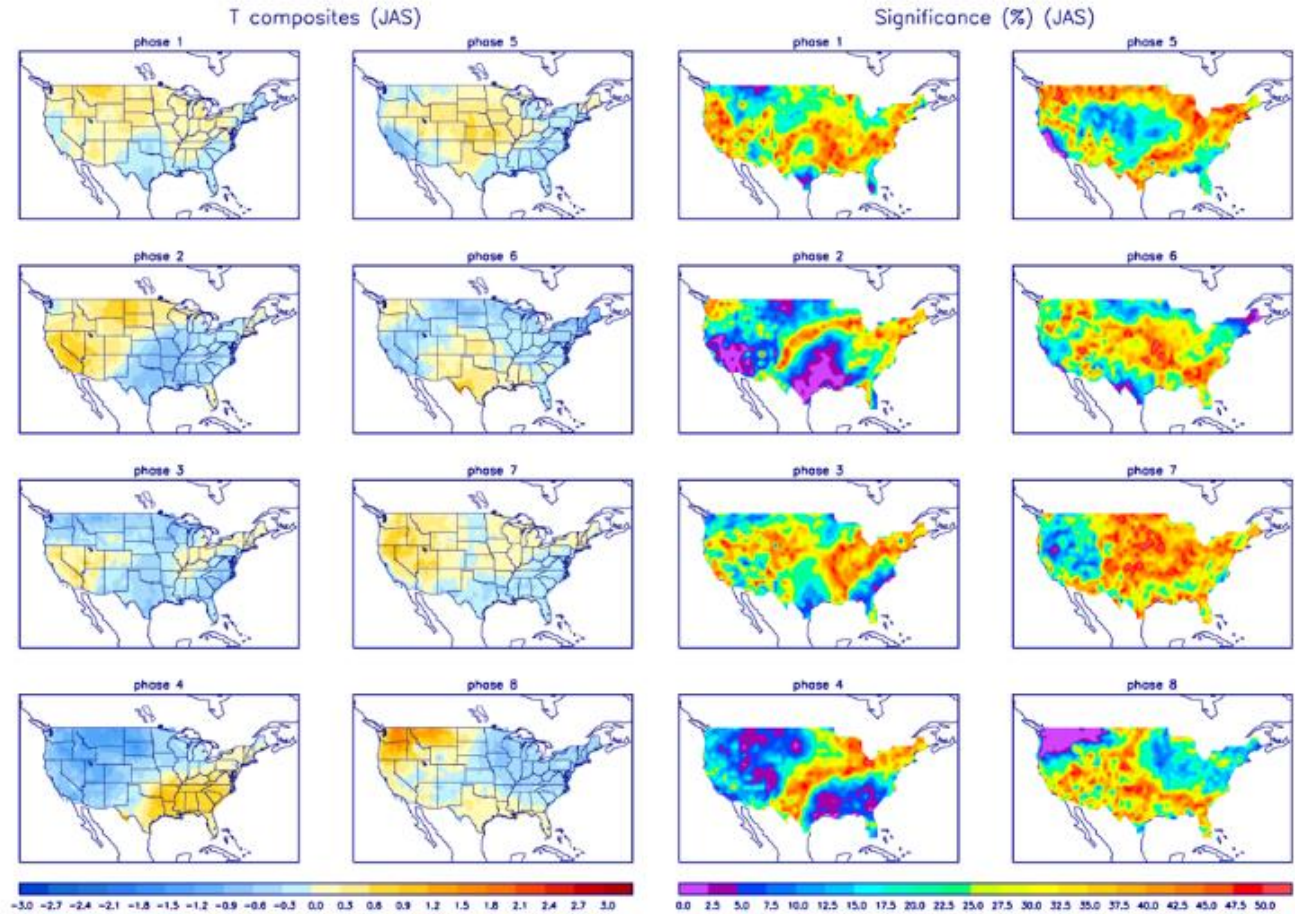 T composites (JAS)
Significance (%) (JAS)
phase 1
phase 5
phase 1
phase 5
phase 2
phase 6
phase 2
phase 6
phase 3
phase 7
phase 3
phase 7
phase 4
phase 8
phase 4
phase 8
-3.0 -2.7 -2.4 -2.1 -1.8 -1.5 -1.2 -0.9 -0.6 -0.3 0.0 0.3 0.6 0.9 1.2 1.5 1.8 2.1 2.4 2.7 3.0
0.0 2.5 5.0 7.5 10.0 12.5 15.0 17.5 20.0 22.5 25.0 27.5 30.0 32.5 35.0 37.5 40.0 42.5 45.0 47.5 50.0